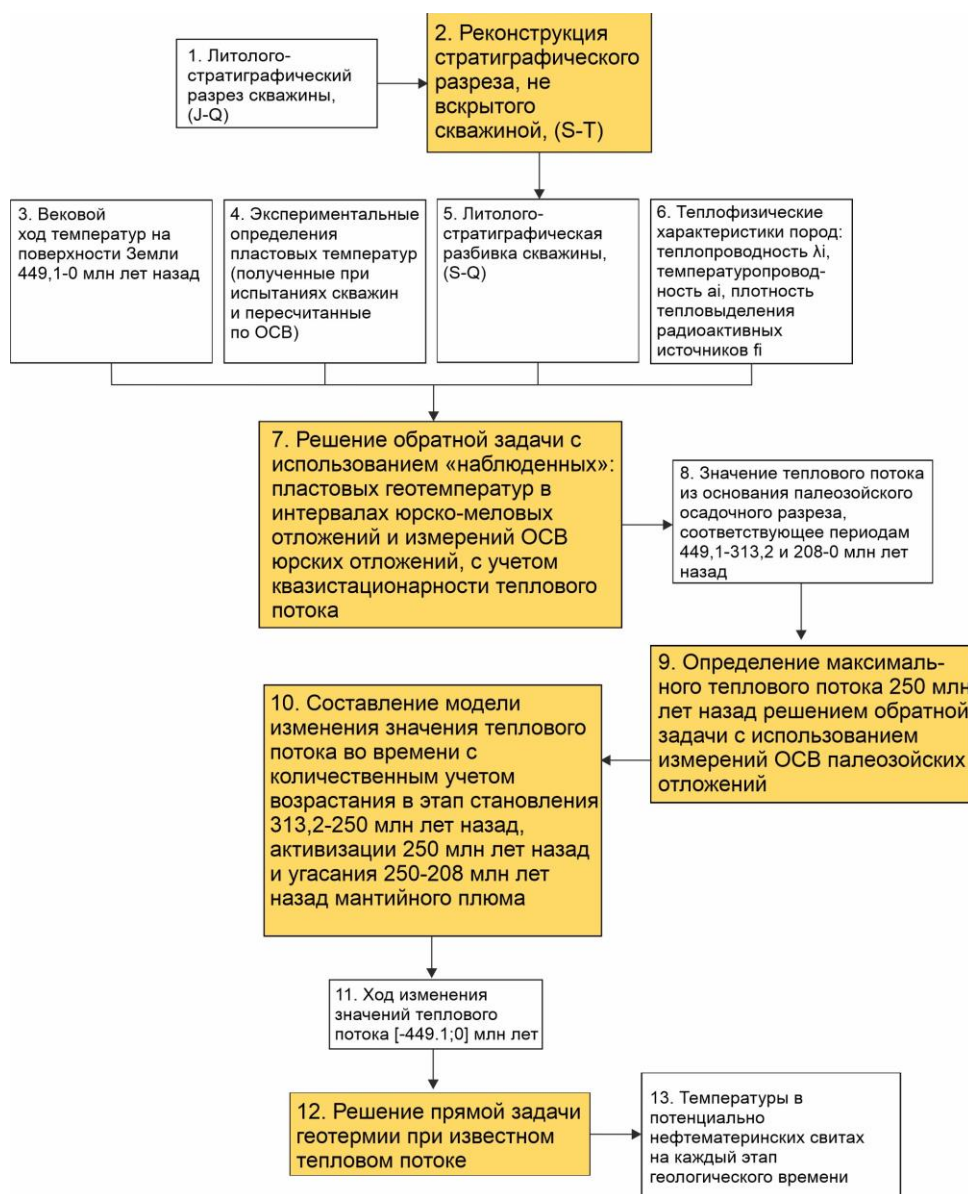 1. Литолого-
стратиграфический
разрез скважины,
(J-Q)
2. Реконструкция
стратиграфического
разреза, не
вскрытого
скважиной, (S-T)
3. Вековой
ход температур на
поверхности Земли
449,1-0 млн лет назад
4. Экспериментальные
определения
пластовых температур
(полученные при
испытаниях скважин
и пересчитанные
по ОСВ)
5. Литолого-
стратиграфическая
разбивка скважины,
(S-Q)
6. Теплофизические
характеристики пород:
теплопроводность λi,
температуропровод-
ность ai, плотность
тепловыделения
радиоактивных
источников fi
7. Решение обратной задачи с
использованием «наблюденных»:
пластовых геотемператур в
интервалах юрско-меловых
отложений и измерений ОСВ
юрских отложений, с учетом
квазистационарности теплового
потока
8. Значение теплового потока
из основания палеозойского
осадочного разреза,
соответствующее периодам
449,1-313,2 и 208-0 млн лет
назад
9. Определение максималь-
ного теплового потока 250 млн
лет назад решением обратной
задачи с использованием
измерений ОСВ палеозойских
отложений
10. Составление модели
изменения значения теплового
потока во времени с
количественным учетом
возрастания в этап становления
313,2-250 млн лет назад,
активизации 250 млн лет назад
и угасания 250-208 млн лет
назад мантийного плюма
11. Ход изменения
значений теплового
потока [-449.1;0] млн лет
12. Решение прямой задачи
геотермии при известном
тепловом потоке
13. Температуры в
потенциально
нефтематеринских свитах
на каждый этап
геологического времени